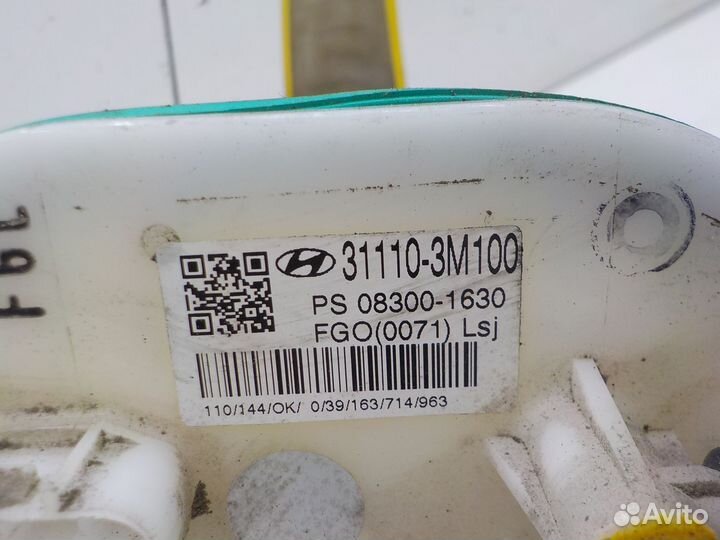 31110-3M100
PS 08300-1630
FGO(0071) Lsj
110/144/OK/ 0/39/163/714/963
Avito